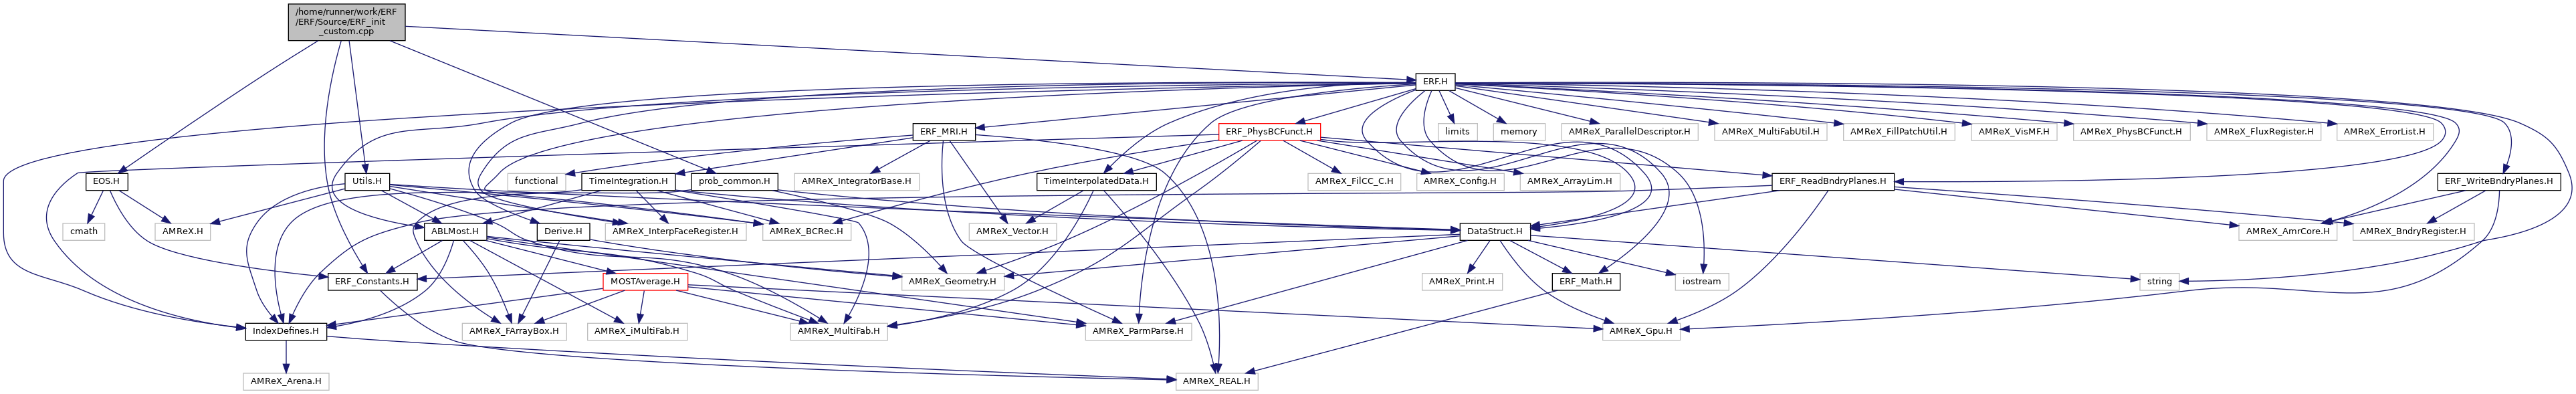 /home/runner/work/ERF
/ERF/Source/ERF_init
_custom.cpp
ERF.H
ERF_MRI.H
ERF_PhysBCFunct.H
limits
memory
AMReX_ParallelDescriptor.H
AMReX_MultiFabUtil.H
AMReX_FillPatchUtil.H
AMReX_VisMF.H
AMReX_PhysBCFunct.H
AMReX_FluxRegister.H
AMReX_ErrorList.H
EOS.H
Utils.H
functional
TimeIntegration.H
prob_common.H
AMReX_IntegratorBase.H
TimeInterpolatedData.H
AMReX_FilCC_C.H
AMReX_Config.H
AMReX_ArrayLim.H
ERF_ReadBndryPlanes.H
ERF_WriteBndryPlanes.H
cmath
AMReX.H
ABLMost.H
Derive.H
AMReX_InterpFaceRegister.H
AMReX_BCRec.H
AMReX_Vector.H
DataStruct.H
AMReX_AmrCore.H
AMReX_BndryRegister.H
ERF_Constants.H
MOSTAverage.H
AMReX_Geometry.H
AMReX_Print.H
ERF_Math.H
iostream
string
IndexDefines.H
AMReX_FArrayBox.H
AMReX_iMultiFab.H
AMReX_MultiFab.H
AMReX_ParmParse.H
AMReX_Gpu.H
AMReX_Arena.H
AMReX_REAL.H